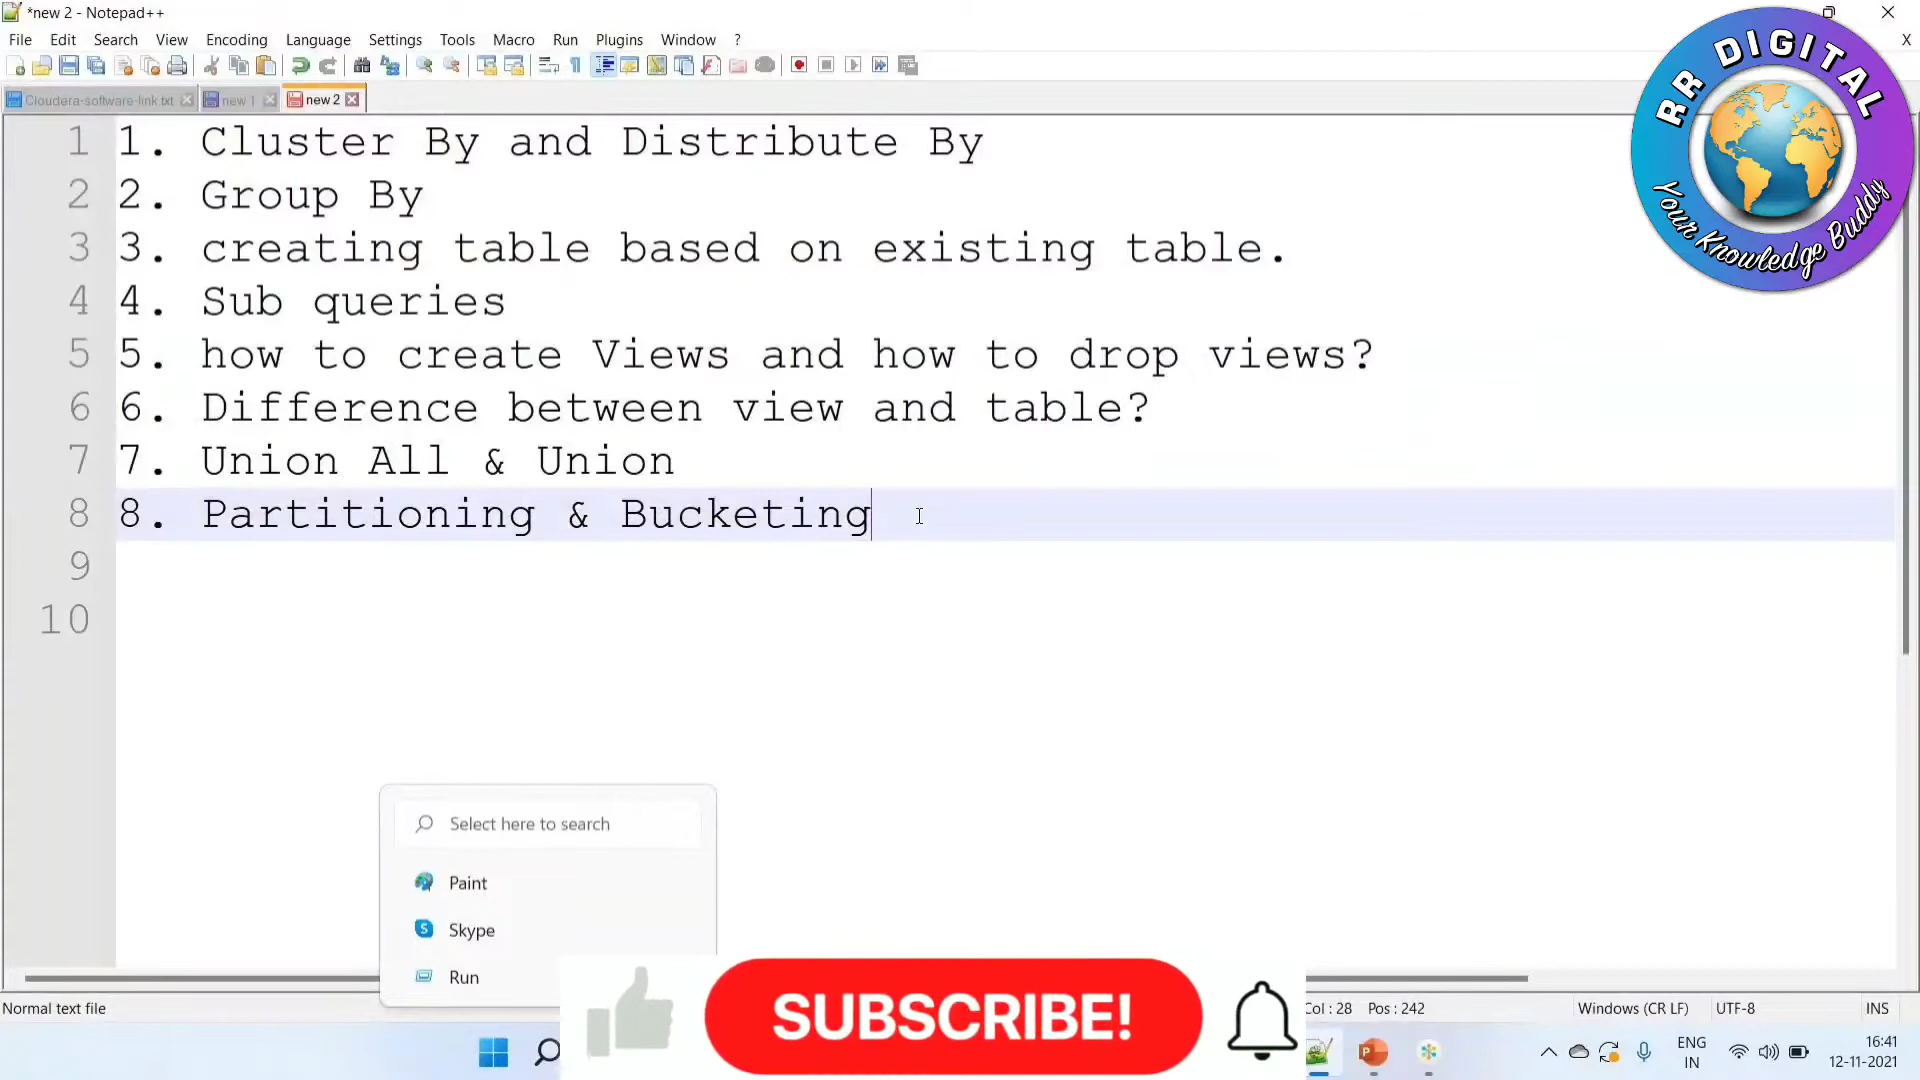 *new 2 - Notepad++
File Edit Search View Encoding Language Settings Tools Macro Run Plugins Window ?
X
Cloudera-software-link.txt new 1 new 2
RR DIGITAL
Your Knowledge Buddy
1 1. Cluster By and Distribute By
2 2. Group By
3 3. creating table based on existing table.
4 4. Sub queries
5 5. how to create Views and how to drop views?
6 6. Difference between view and table?
7 7. Union All & Union
8 8. Partitioning & Bucketing
9
10
Select here to search
Paint
Skype
Run
SUBSCRIBE!
Normal text file
Col : 28 Pos : 242 Windows (CR LF) UTF-8 INS
ENG
IN
16:41
12-11-2021